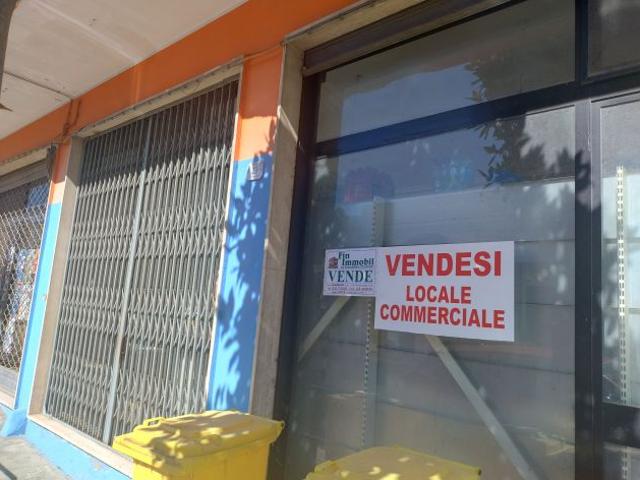 Fin
Immobil
VENDE
VENDESI
LOCALE
COMMERCIALE